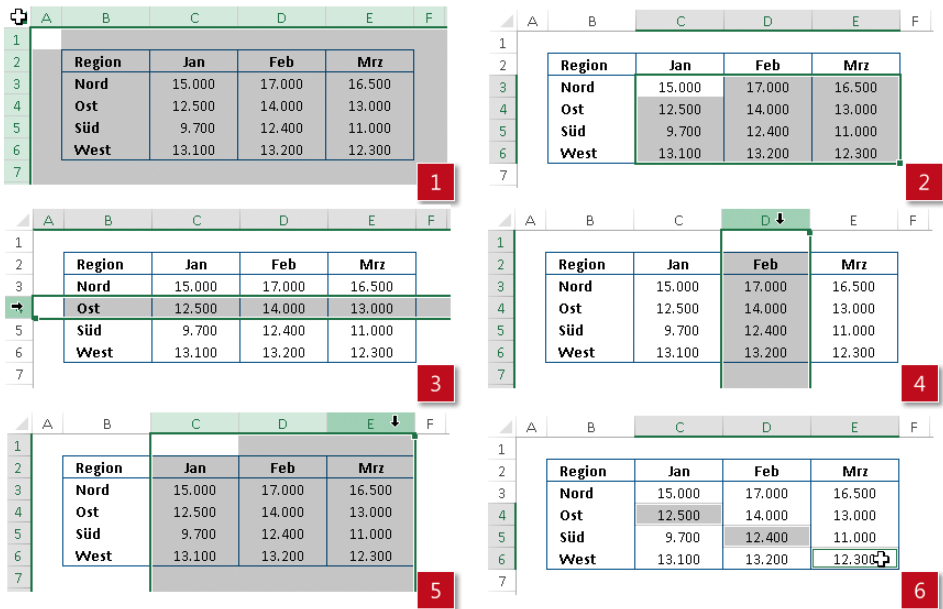 A B C D E F
1
2 Region Jan Feb Mrz
3 Nord 15.000 17.000 16.500
4 Ost 12.500 14.000 13.000
5 Süd 9.700 12.400 11.000
6 West 13.100 13.200 12.300
7
1
A B C D E F
1
2 Region Jan Feb Mrz
3 Nord 15.000 17.000 16.500
4 Ost 12.500 14.000 13.000
5 Süd 9.700 12.400 11.000
6 West 13.100 13.200 12.300
7
2
A B C D E F
1
2 Region Jan Feb Mrz
3 Nord 15.000 17.000 16.500
Ost 12.500 14.000 13.000
5 Süd 9.700 12.400 11.000
6 West 13.100 13.200 12.300
7
3
A B C D E F
1
2 Region Jan Feb Mrz
3 Nord 15.000 17.000 16.500
4 Ost 12.500 14.000 13.000
5 Süd 9.700 12.400 11.000
6 West 13.100 13.200 12.300
7
4
A B C D E F
1
2 Region Jan Feb Mrz
3 Nord 15.000 17.000 16.500
4 Ost 12.500 14.000 13.000
5 Süd 9.700 12.400 11.000
6 West 13.100 13.200 12.300
7
5
A B C D E F
1
2 Region Jan Feb Mrz
3 Nord 15.000 17.000 16.500
4 Ost 12.500 14.000 13.000
5 Süd 9.700 12.400 11.000
6 West 13.100 13.200 12.300
7
6